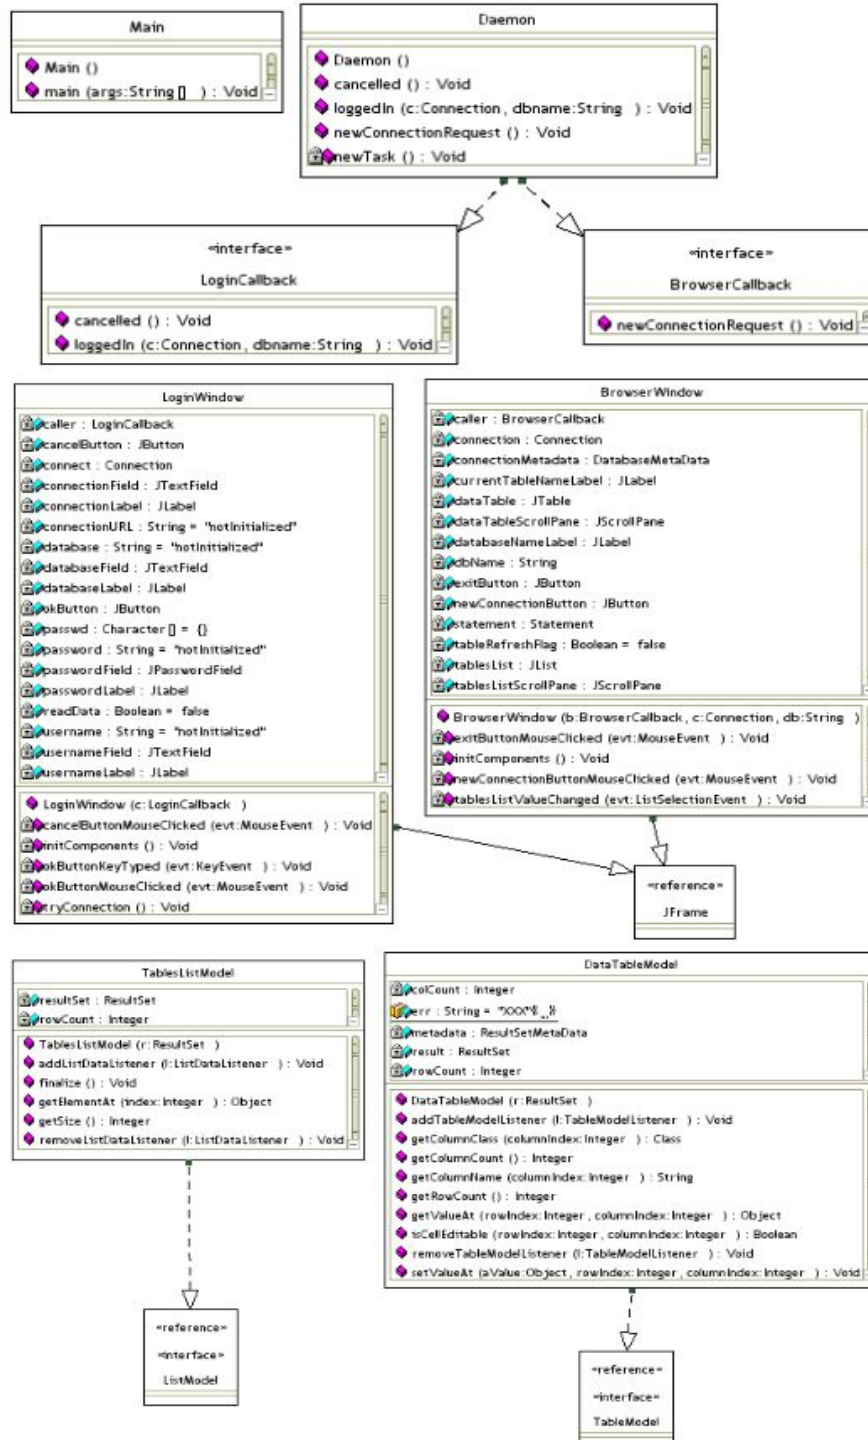 Main
Main ()
main (args:String[] ) : Void
Daemon
Daemon ()
cancelled () : Void
loggedIn (c:Connection, dbname:String ) : Void
newConnectionRequest () : Void
newTask () : Void
«interface»
LoginCallback
cancelled () : Void
loggedIn (c:Connection, dbname:String ) : Void
«interface»
BrowserCallback
newConnectionRequest () : Void
LoginWindow
caller : LoginCallback
cancelButton : JButton
connect : Connection
connectionField : JTextField
connectionLabel : JLabel
connectionURL : String = "notInitialized"
database : String = "notInitialized"
databaseField : JTextField
databaseLabel : JLabel
okButton : JButton
passwd : Character[] = {}
password : String = "notInitialized"
passwordField : JPasswordField
passwordLabel : JLabel
readData : Boolean = false
username : String = "notInitialized"
usernameField : JTextField
usernameLabel : JLabel
LoginWindow (c:LoginCallback )
cancelButtonMouseClicked (evt:MouseEvent ) : Void
initComponents () : Void
okButtonKeyTyped (evt:KeyEvent ) : Void
okButtonMouseClicked (evt:MouseEvent ) : Void
tryConnection () : Void
BrowserWindow
caller : BrowserCallback
connection : Connection
connectionMetadata : DatabaseMetaData
currentTableNameLabel : JLabel
dataTable : JTable
dataTableScrollPane : JScrollPane
databaseNameLabel : JLabel
dbName : String
exitButton : JButton
newConnectionButton : JButton
statement : Statement
tableRefreshFlag : Boolean = false
tablesList : JList
tablesListScrollPane : JScrollPane
BrowserWindow (b:BrowserCallback, c:Connection, db:String )
exitButtonMouseClicked (evt:MouseEvent ) : Void
initComponents () : Void
newConnectionButtonMouseClicked (evt:MouseEvent ) : Void
tablesListValueChanged (evt:ListSelectionEvent ) : Void
«reference»
JFrame
TablesListModel
resultSet : ResultSet
rowCount : Integer
TablesListModel (r:ResultSet )
addListDataListener (l:ListDataListener ) : Void
finalize () : Void
getElementAt (index:Integer ) : Object
getSize () : Integer
removeListDataListener (l:ListDataListener ) : Void
DataTableModel
colCount : Integer
err : String =
metadata : ResultSetMetaData
result : ResultSet
rowCount : Integer
DataTableModel (r:ResultSet )
addTableModelListener (l:TableModelListener ) : Void
getColumnClass (columnIndex:Integer ) : Class
getColumnCount () : Integer
getColumnName (columnIndex:Integer ) : String
getRowCount () : Integer
getValueAt (rowIndex:Integer, columnIndex:Integer ) : Object
isCellEditable (rowIndex:Integer, columnIndex:Integer ) : Boolean
removeTableModelListener (l:TableModelListener ) : Void
setValueAt (aValue:Object, rowIndex:Integer, columnIndex:Integer ) : Void
«reference»
«interface»
ListModel
«reference»
«interface»
TableModel